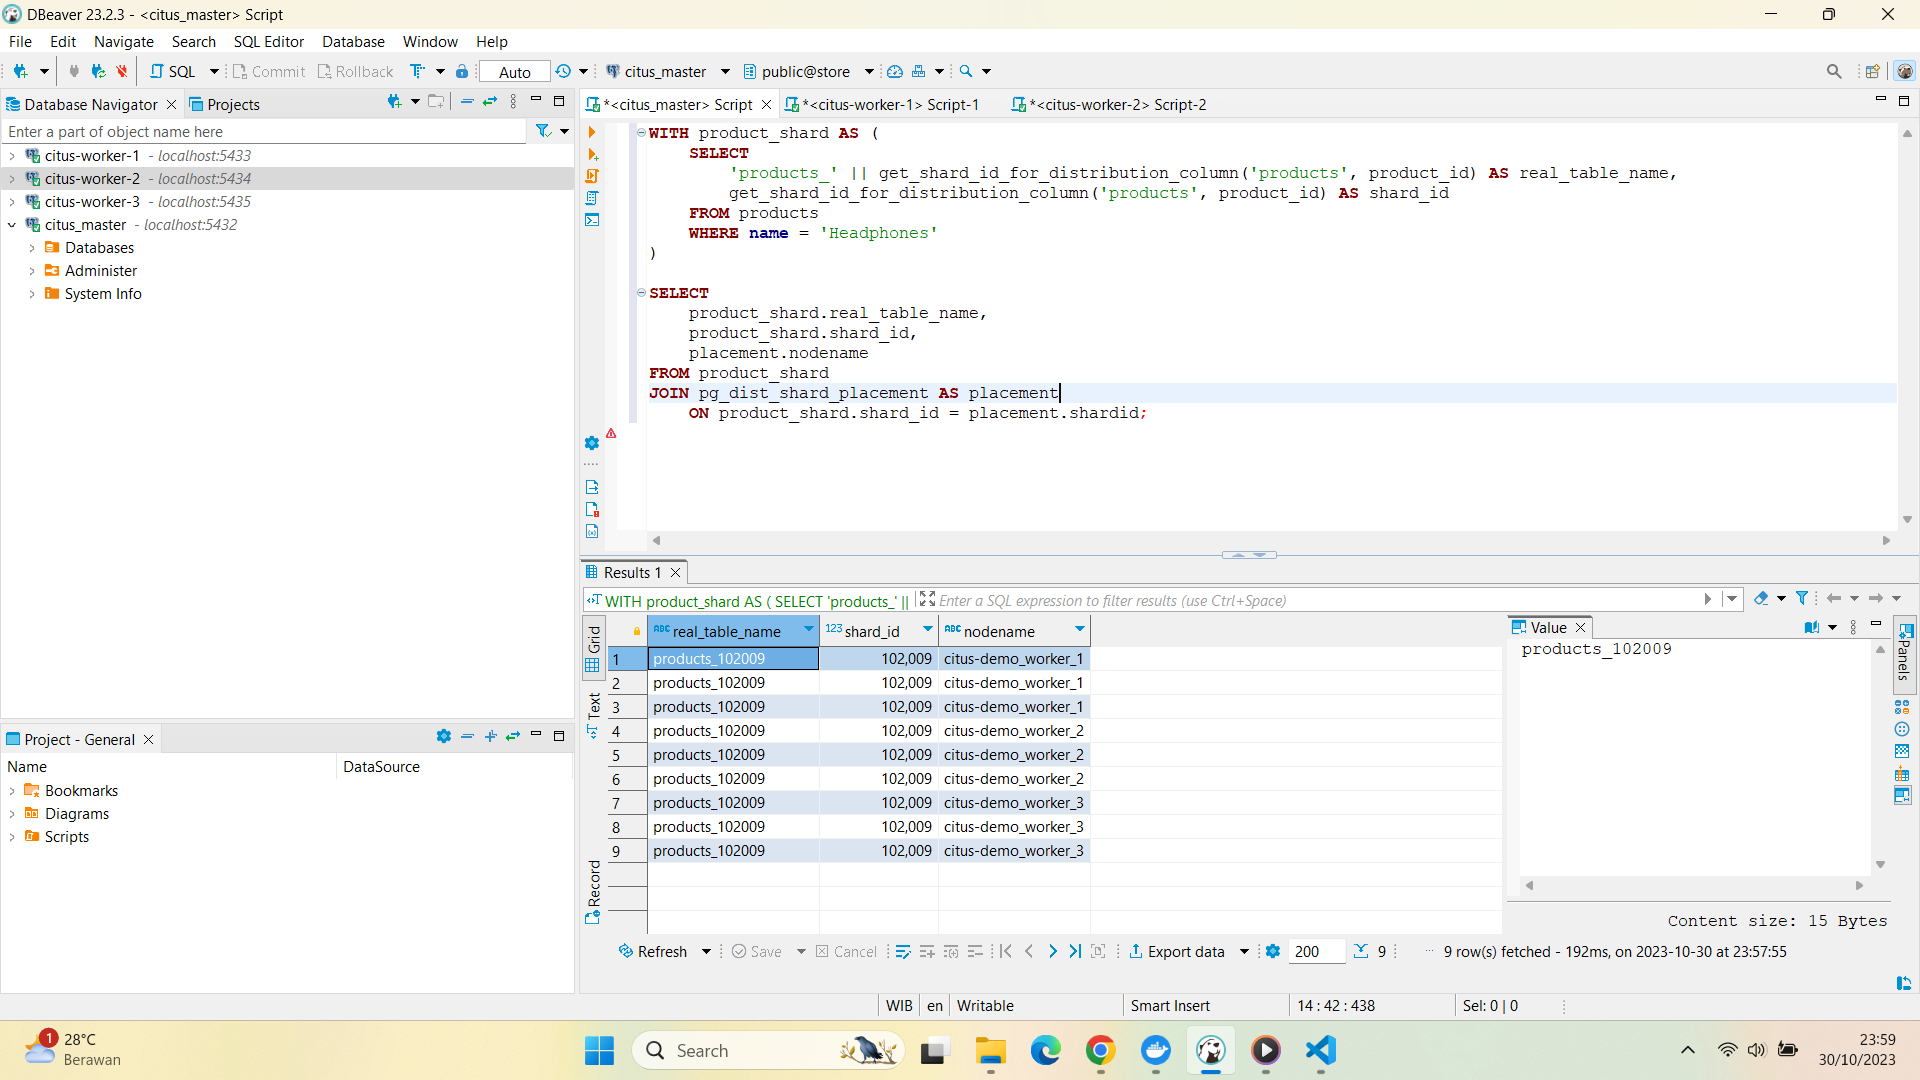 DBeaver 23.2.3 - <citus_master> Script
File Edit Navigate Search SQL Editor Database Window Help
SQL Commit Rollback Auto citus_master public@store
Database Navigator Projects
Enter a part of object name here
citus-worker-1 - localhost:5433
citus-worker-2 - localhost:5434
citus-worker-3 - localhost:5435
citus_master - localhost:5432
Databases
Administer
System Info
Project - General
Name DataSource
Bookmarks
Diagrams
Scripts
*<citus_master> Script *<citus-worker-1> Script-1 *<citus-worker-2> Script-2
WITH product_shard AS (
SELECT
'products_' || get_shard_id_for_distribution_column('products', product_id) AS real_table_name,
get_shard_id_for_distribution_column('products', product_id) AS shard_id
FROM products
WHERE name = 'Headphones'
)
SELECT
product_shard.real_table_name,
product_shard.shard_id,
placement.nodename
FROM product_shard
JOIN pg_dist_shard_placement AS placement
ON product_shard.shard_id = placement.shardid;
Results 1
WITH product_shard AS ( SELECT 'products_' || Enter a SQL expression to filter results (use Ctrl+Space)
Grid
Text
Record
ABC real_table_name 123 shard_id ABC nodename
1 products_102009 102,009 citus-demo_worker_1
2 products_102009 102,009 citus-demo_worker_1
3 products_102009 102,009 citus-demo_worker_1
4 products_102009 102,009 citus-demo_worker_2
5 products_102009 102,009 citus-demo_worker_2
6 products_102009 102,009 citus-demo_worker_2
7 products_102009 102,009 citus-demo_worker_3
8 products_102009 102,009 citus-demo_worker_3
9 products_102009 102,009 citus-demo_worker_3
Value
products_102009
Panels
Content size: 15 Bytes
Refresh Save Cancel Export data 200 9 9 row(s) fetched - 192ms, on 2023-10-30 at 23:57:55
WIB en Writable Smart Insert 14 : 42 : 438 Sel: 0 | 0
1
28°C
Berawan
Search
23:59
30/10/2023